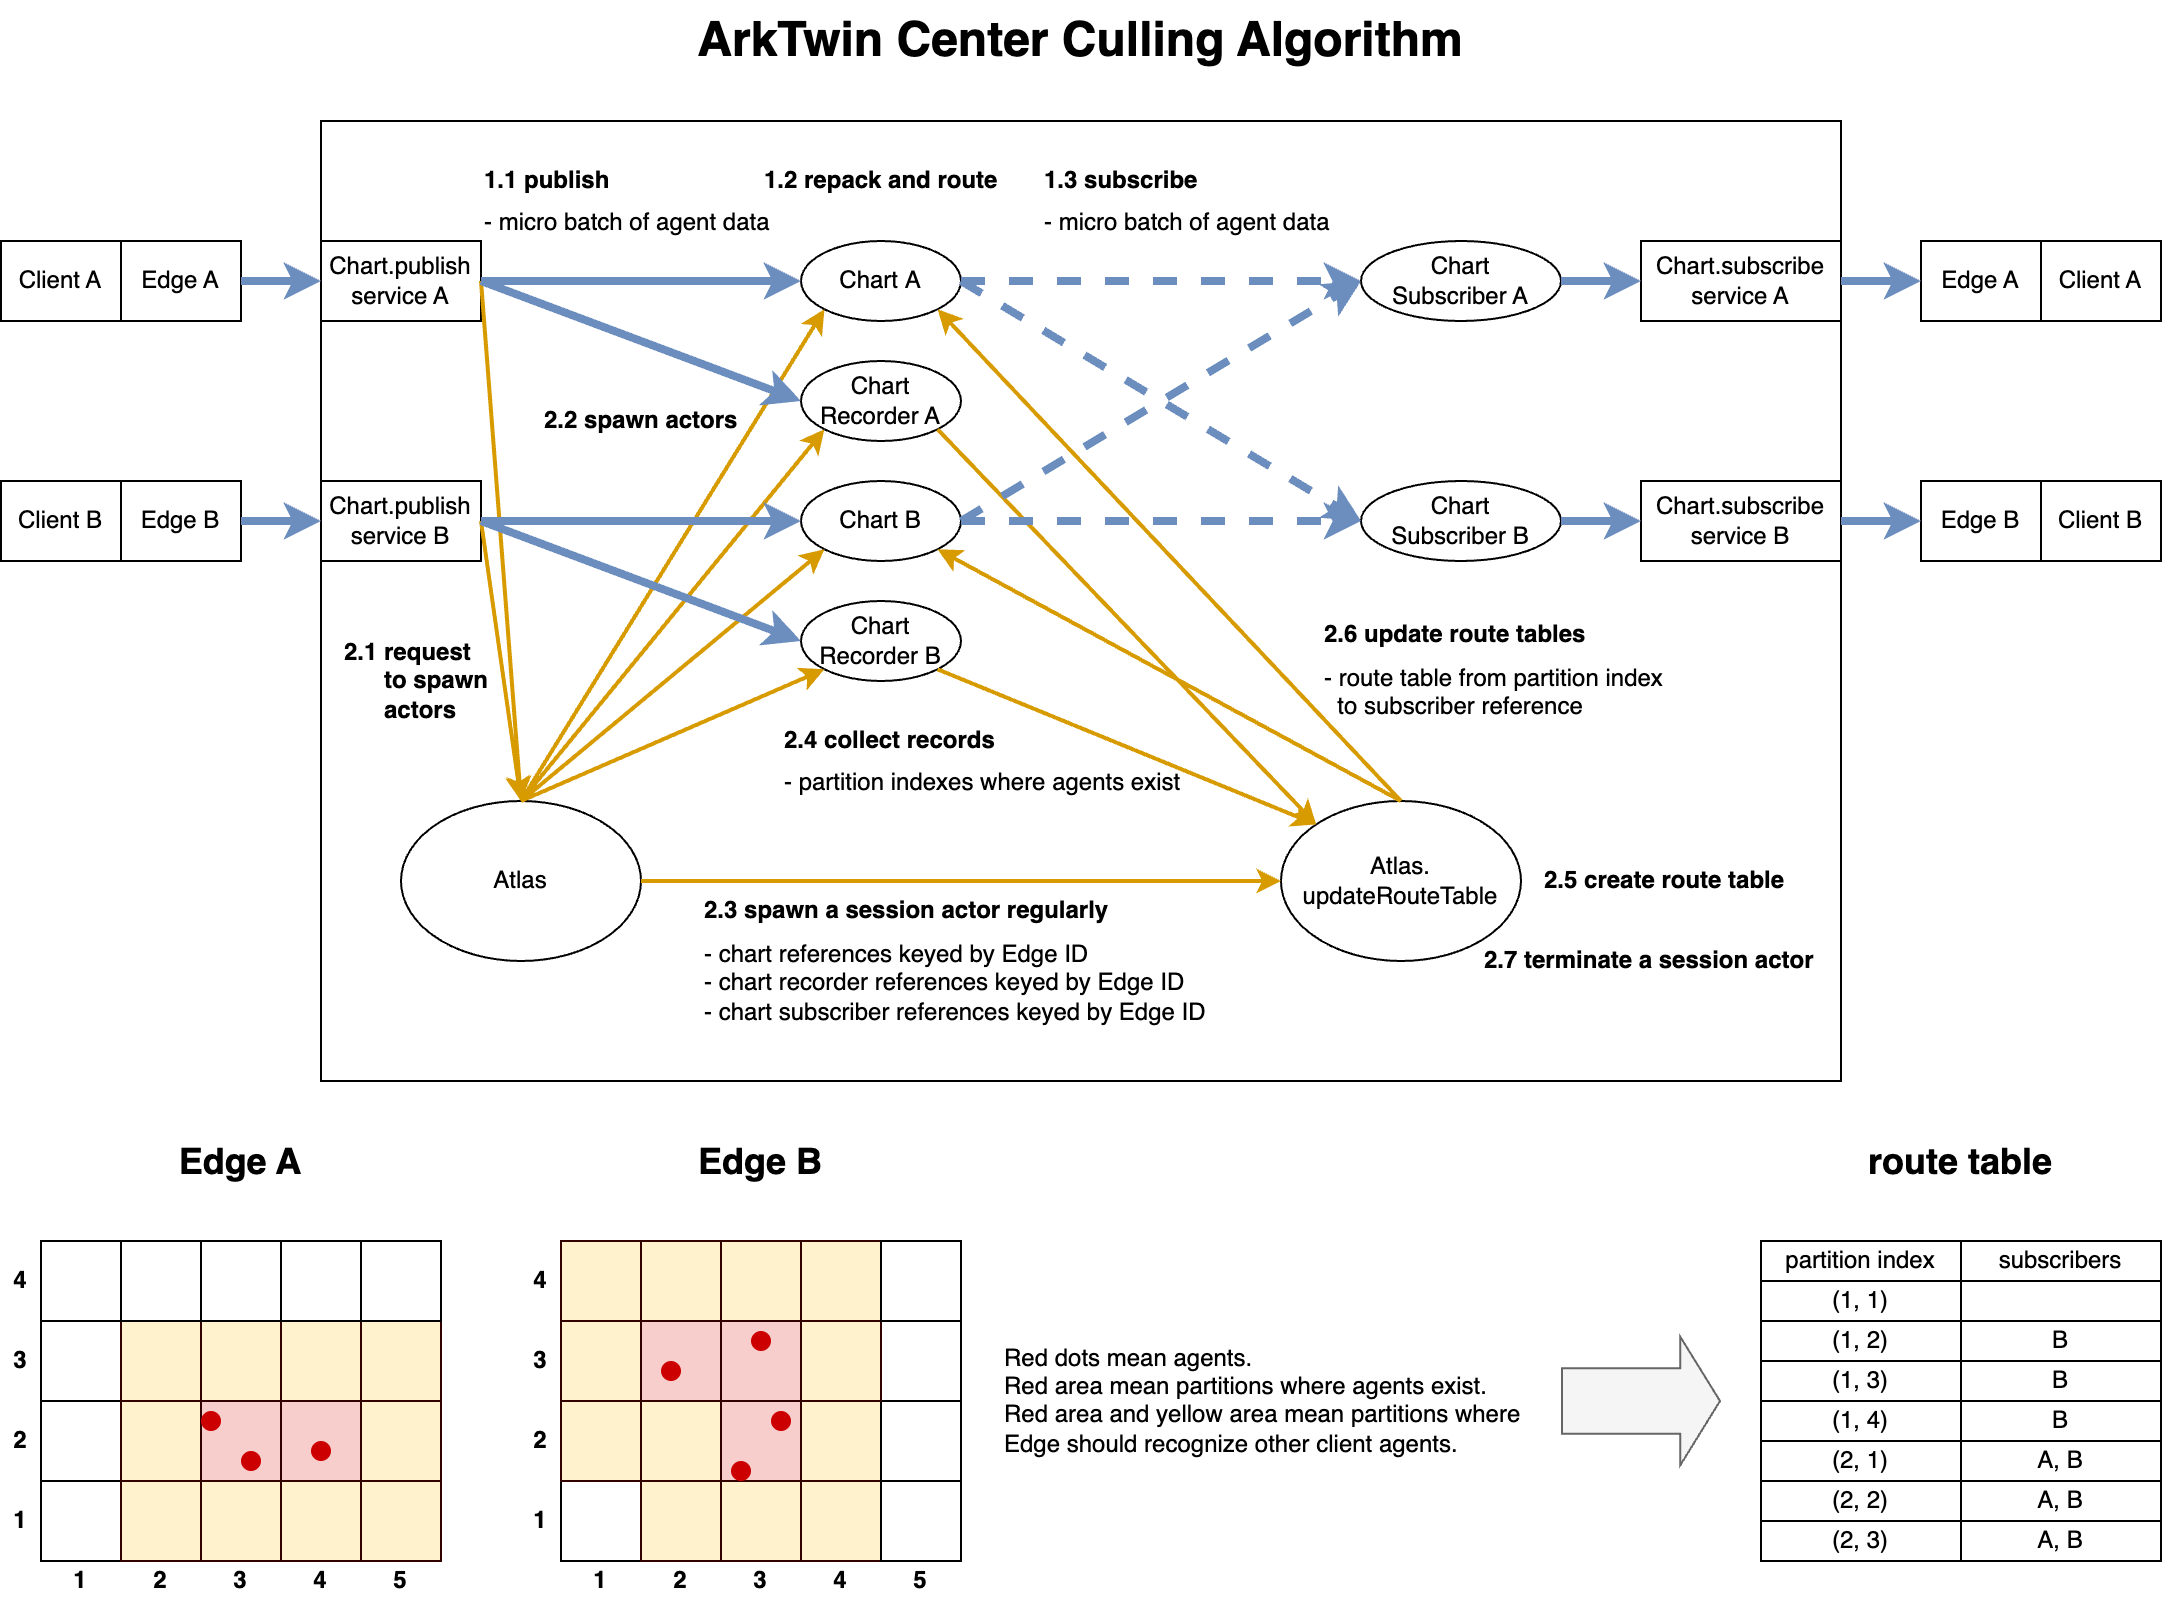 ArkTwin Center Culling Algorithm
1.1 publish
- micro batch of agent data
1.2 repack and route
1.3 subscribe
- micro batch of agent data
Client A
Edge A
Chart.publish
service A
Chart A
Chart
Subscriber A
Chart.subscribe
service A
Edge A
Client A
Chart
Recorder A
2.2 spawn actors
Client B
Edge B
Chart.publish
service B
Chart B
Chart
Subscriber B
Chart.subscribe
service B
Edge B
Client B
Chart
Recorder B
2.1 request
to spawn
actors
2.6 update route tables
- route table from partition index
to subscriber reference
2.4 collect records
- partition indexes where agents exist
Atlas
Atlas.
updateRouteTable
2.5 create route table
2.3 spawn a session actor regularly
- chart references keyed by Edge ID
- chart recorder references keyed by Edge ID
- chart subscriber references keyed by Edge ID
2.7 terminate a session actor
Edge A
4
3
2
1
1 2 3 4 5
Edge B
4
3
2
1
1 2 3 4 5
Red dots mean agents.
Red area mean partitions where agents exist.
Red area and yellow area mean partitions where
Edge should recognize other client agents.
route table
partition index subscribers
(1, 1)
(1, 2) B
(1, 3) B
(1, 4) B
(2, 1) A, B
(2, 2) A, B
(2, 3) A, B